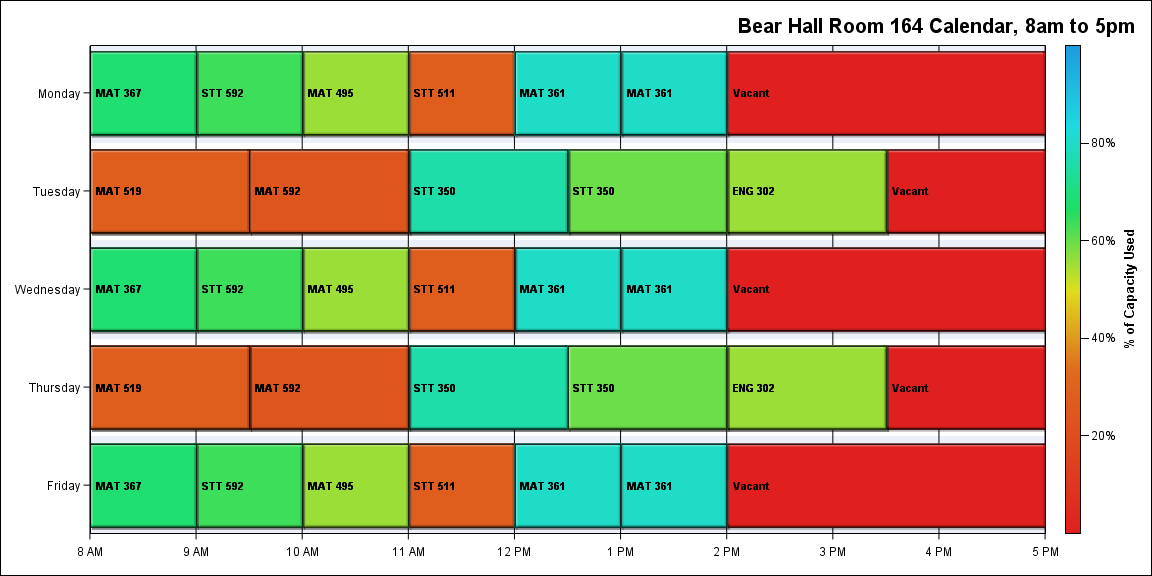 Bear Hall Room 164 Calendar, 8am to 5pm
Monday
MAT 367
STT 592
MAT 495
STT 511
MAT 361
MAT 361
Vacant
Tuesday
MAT 519
MAT 592
STT 350
STT 350
ENG 302
Vacant
Wednesday
MAT 367
STT 592
MAT 495
STT 511
MAT 361
MAT 361
Vacant
Thursday
MAT 519
MAT 592
STT 350
STT 350
ENG 302
Vacant
Friday
MAT 367
STT 592
MAT 495
STT 511
MAT 361
MAT 361
Vacant
8 AM
9 AM
10 AM
11 AM
12 PM
1 PM
2 PM
3 PM
4 PM
5 PM
80%
60%
40%
20%
% of Capacity Used